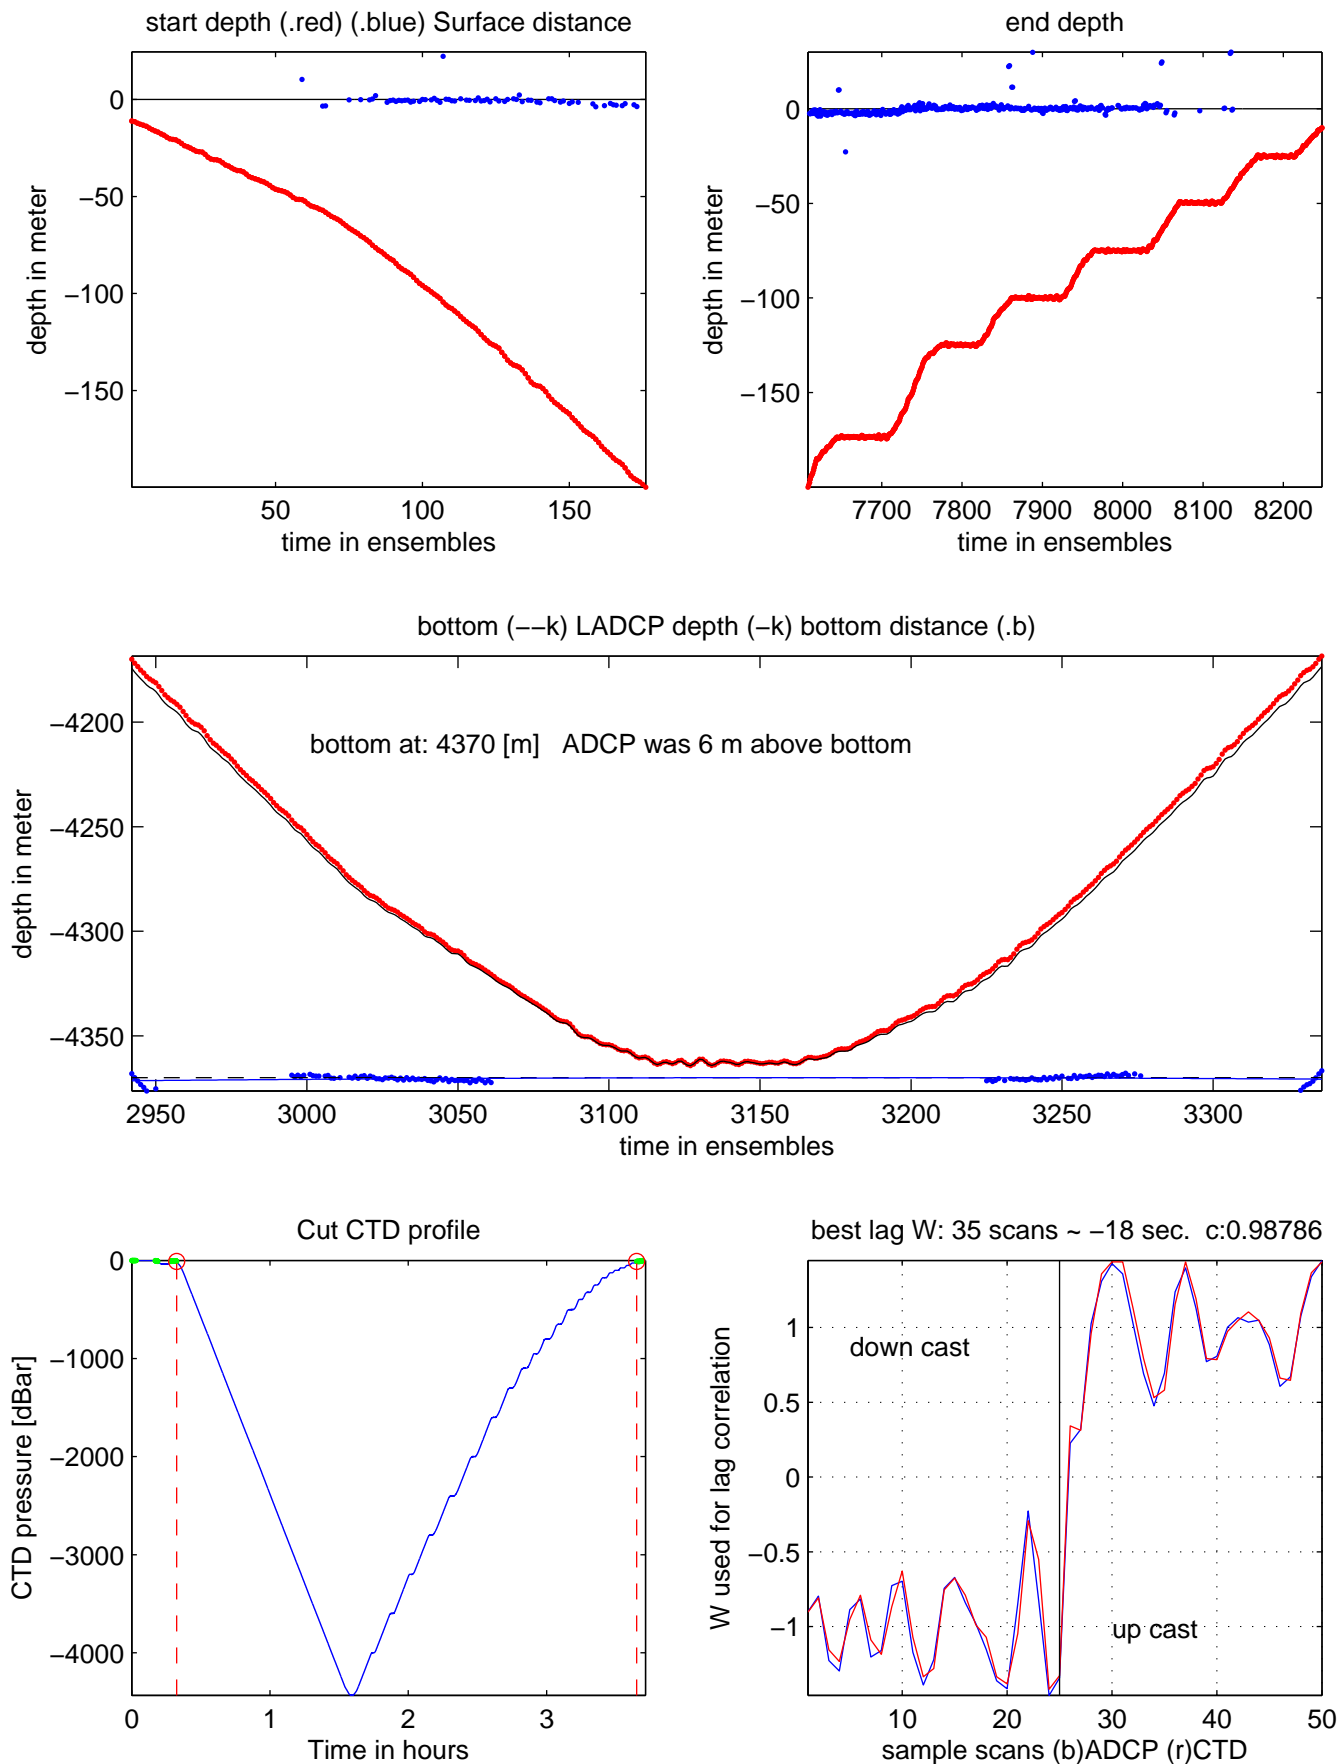 start depth (.red) (.blue) Surface distance
end depth
0
−50
−100
−150
depth in meter
50
100
150
time in ensembles
0
−50
−100
−150
depth in meter
7700
7800
7900
8000
8100
8200
time in ensembles
bottom (−−k) LADCP depth (−k) bottom distance (.b)
bottom at: 4370 [m]   ADCP was 6 m above bottom
−4200
−4250
−4300
−4350
depth in meter
2950
3000
3050
3100
3150
3200
3250
3300
time in ensembles
Cut CTD profile
0
−1000
−2000
−3000
−4000
CTD pressure [dBar]
0
1
2
3
Time in hours
best lag W: 35 scans ~ −18 sec.  c:0.98786
down cast
up cast
1
0.5
0
−0.5
−1
W used for lag correlation
10
20
30
40
50
sample scans (b)ADCP (r)CTD